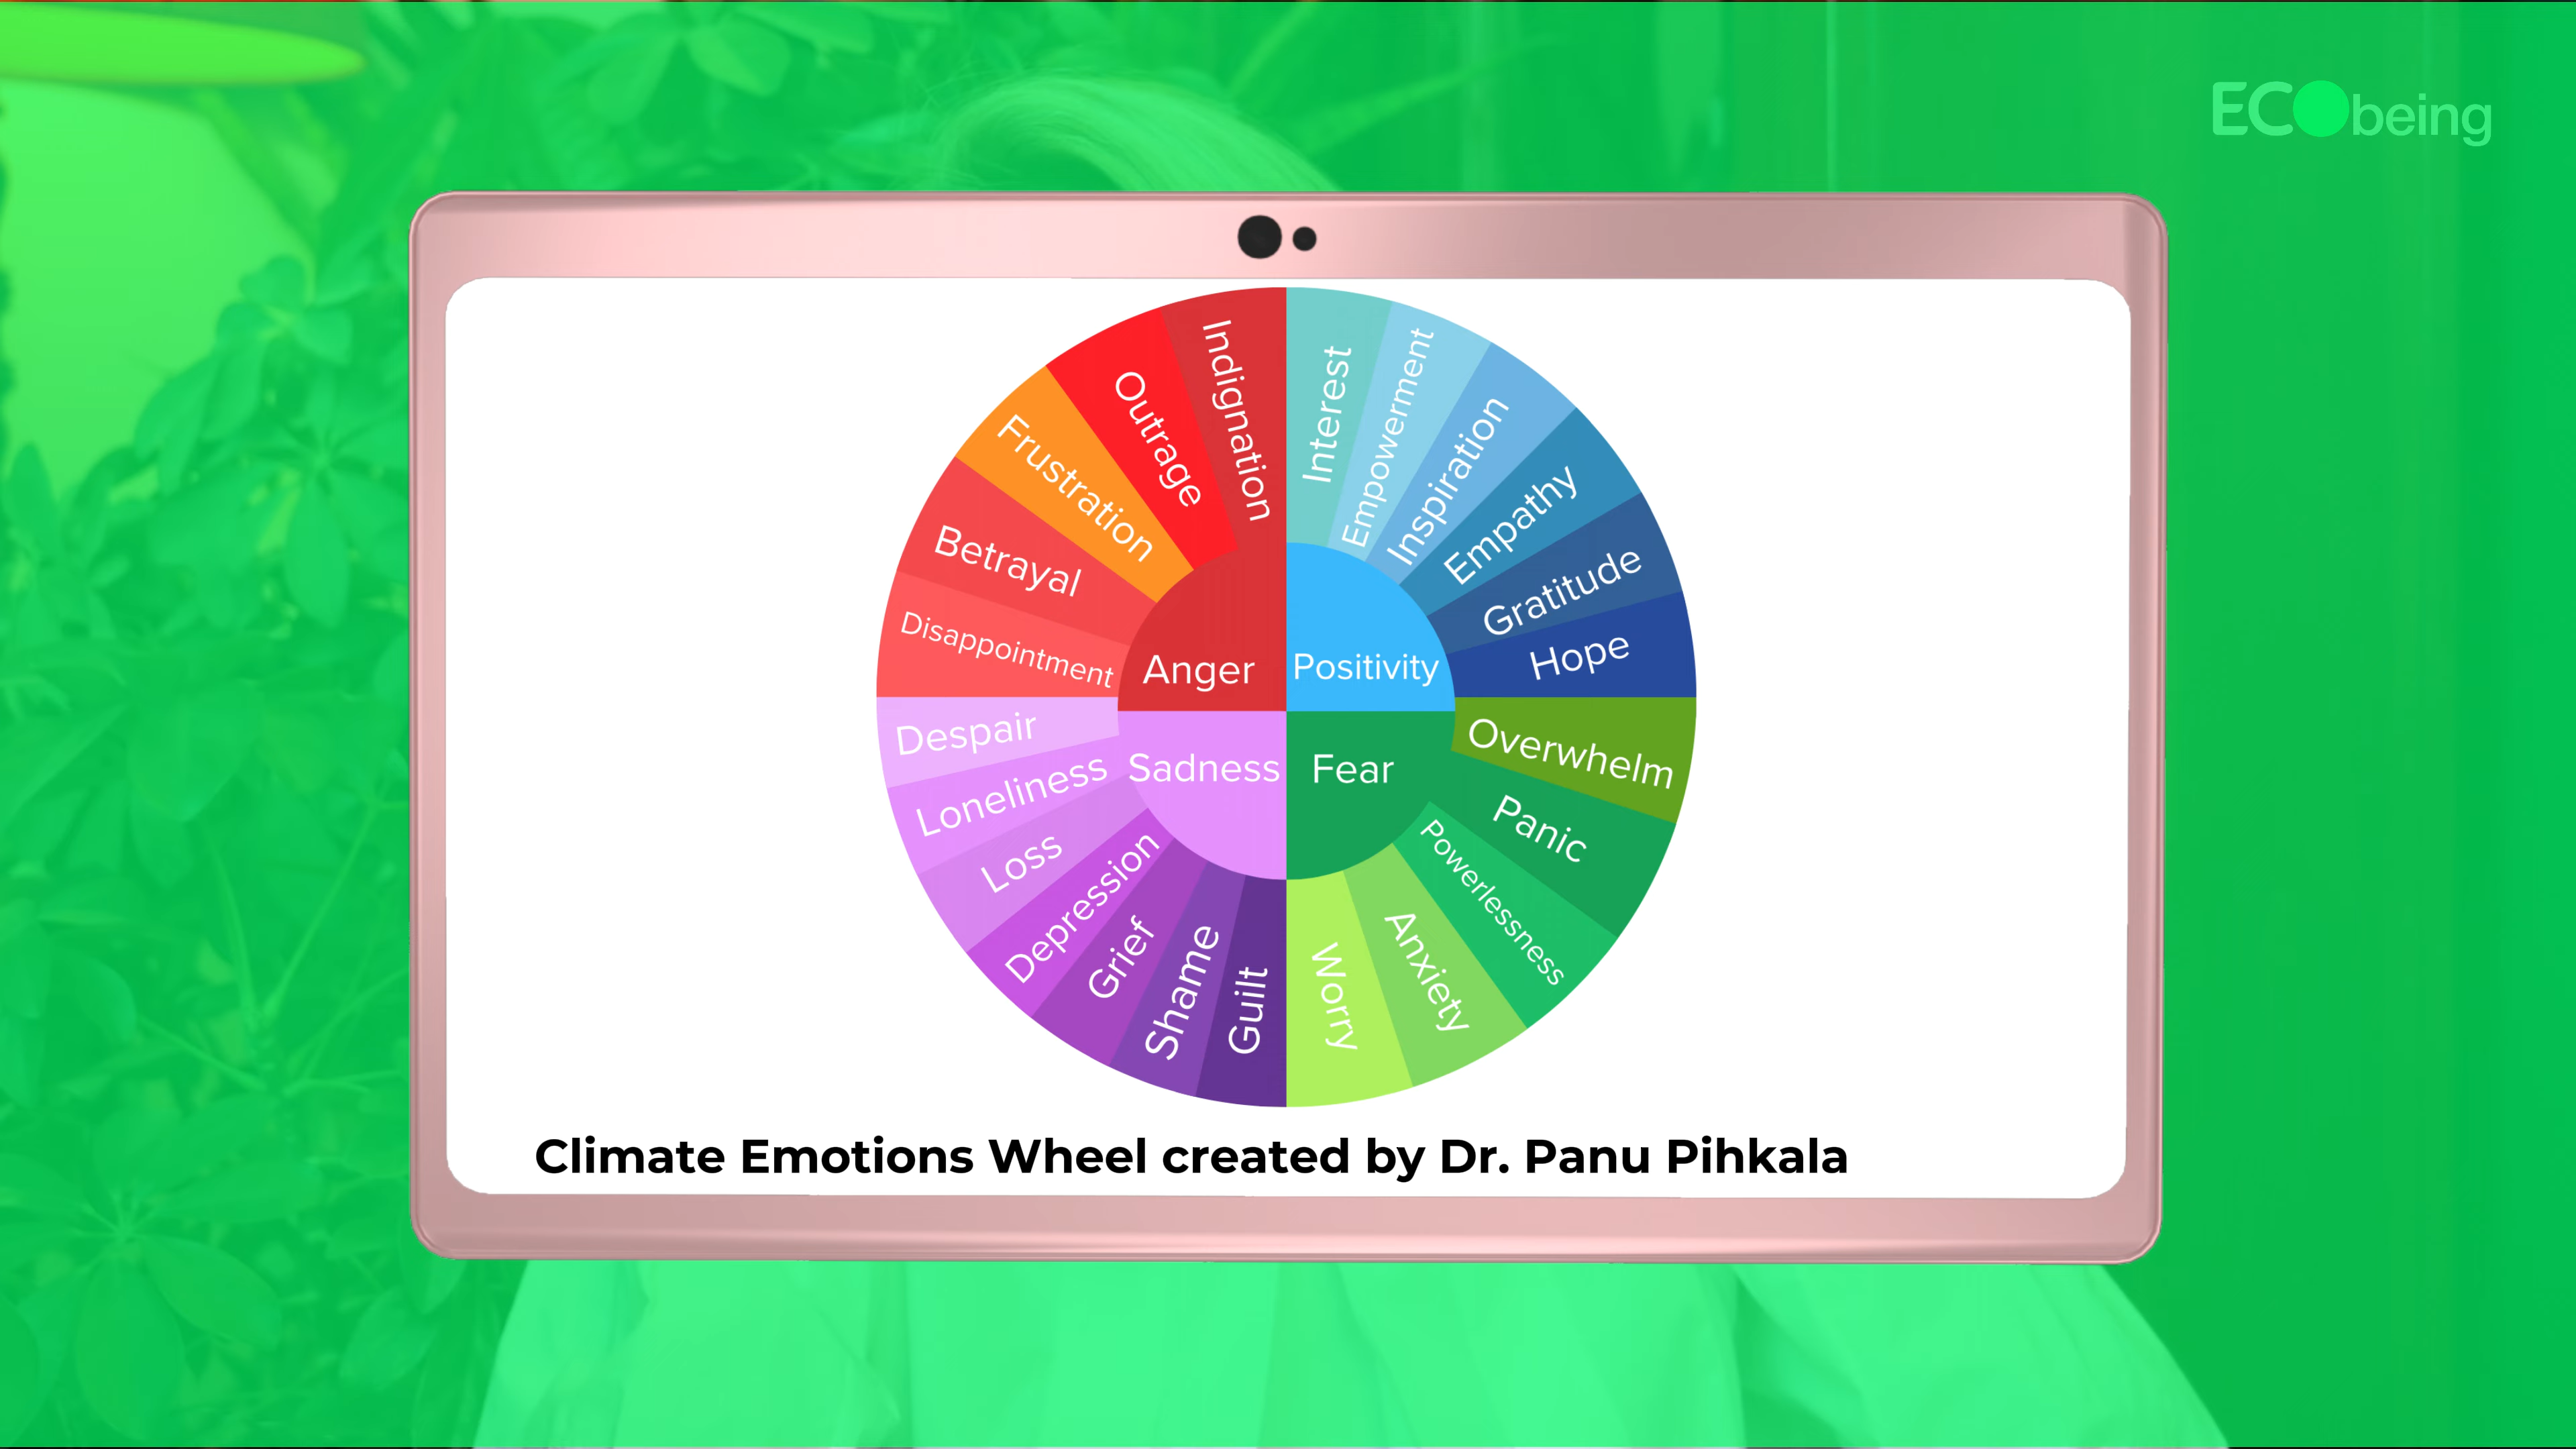 ECObeing
Indignation
Outrage
Frustration
Betrayal
Disappointment
Anger
Interest
Empowerment
Inspiration
Empathy
Gratitude
Hope
Positivity
Despair
Loneliness
Loss
Depression
Grief
Shame
Guilt
Sadness
Overwhelm
Panic
Powerlessness
Anxiety
Worry
Fear
Climate Emotions Wheel created by Dr. Panu Pihkala